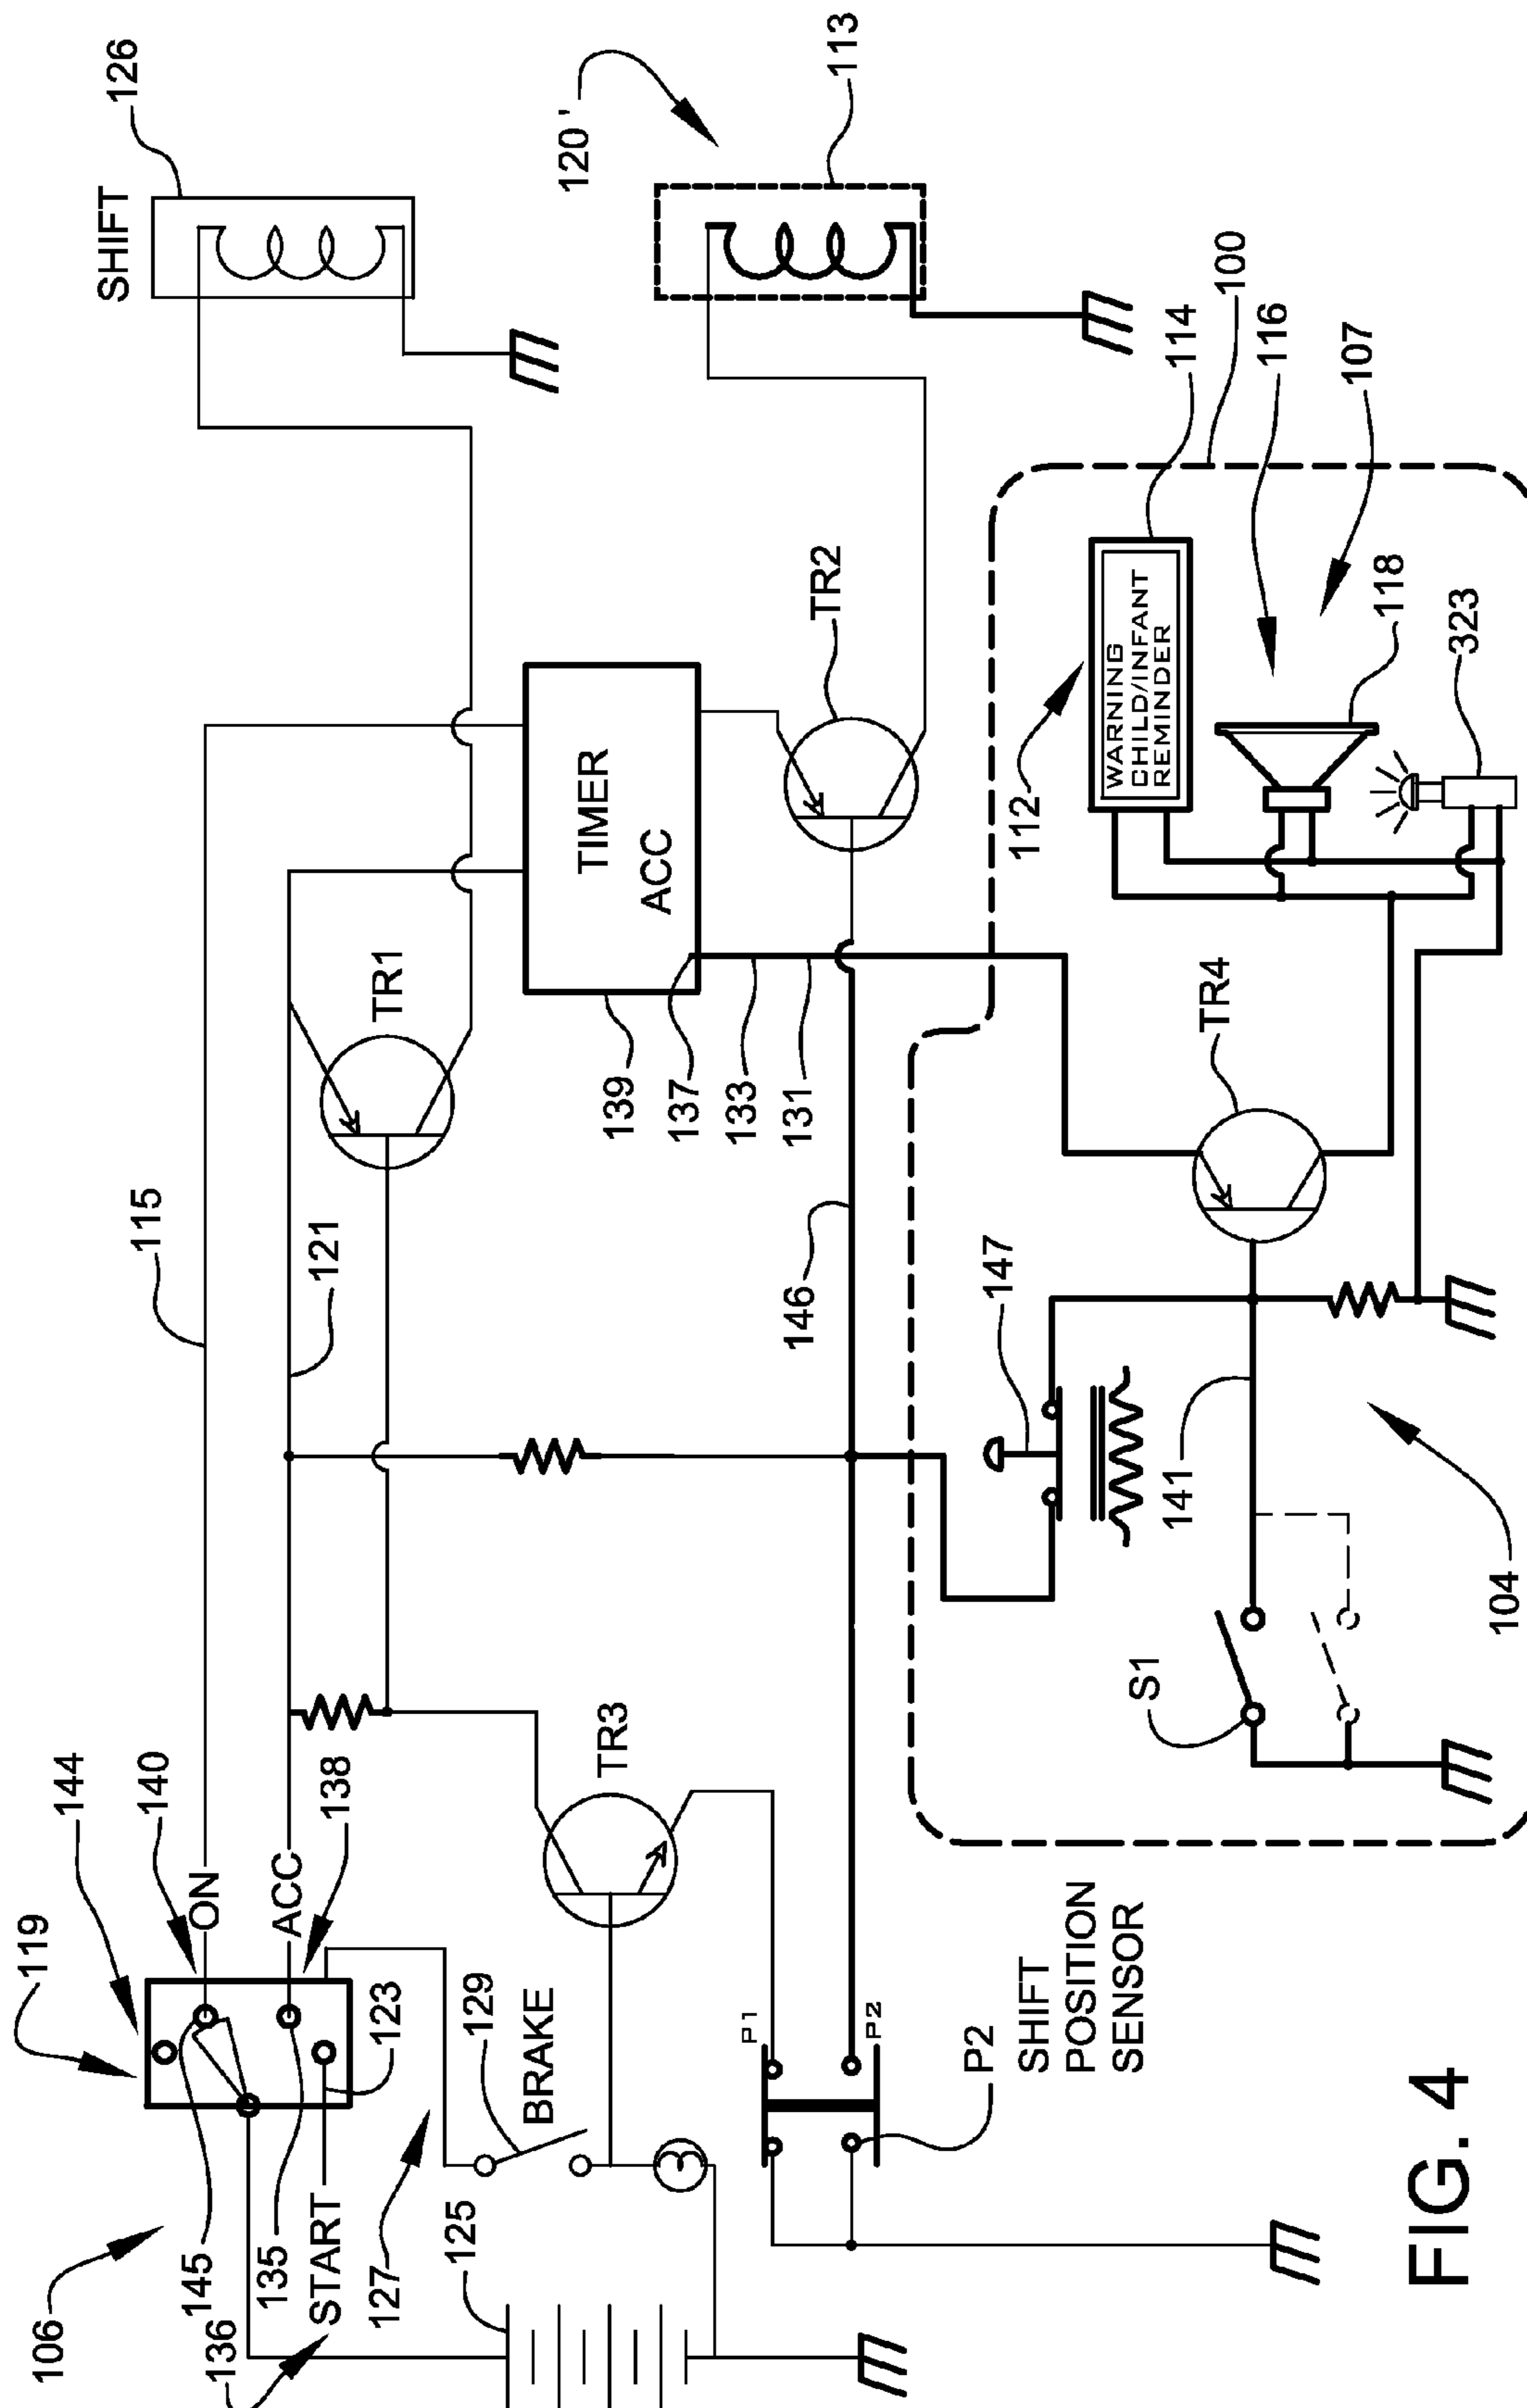 106
119
144
140
ON
115
SHIFT
126
145
136
135
START
123
ACC
138
121
127
125
129
BRAKE
TR3
TR1
TIMER
ACC
139
137
133
131
TR2
120 '
113
P1
P2
P2
SHIFT
POSITION
SENSOR
146
147
S1
141
104
TR4
112
WARNING
CHILD/INFANT
REMINDER
114
100
116
107
118
323
FIG. 4